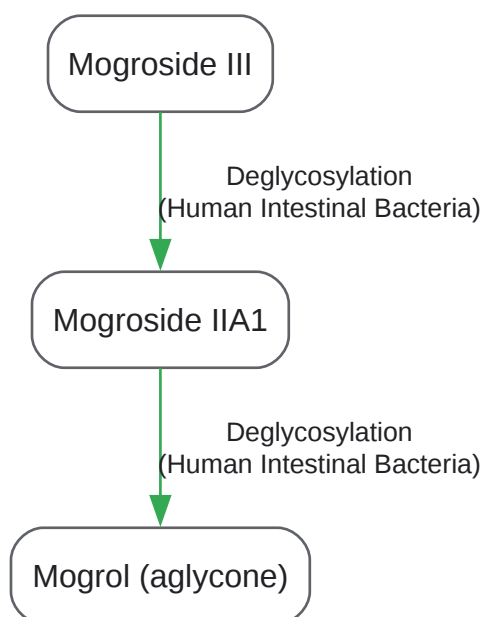 Mogroside III
Deglycosylation
(Human Intestinal Bacteria)
Mogroside IIA1
Deglycosylation
(Human Intestinal Bacteria)
Mogrol (aglycone)